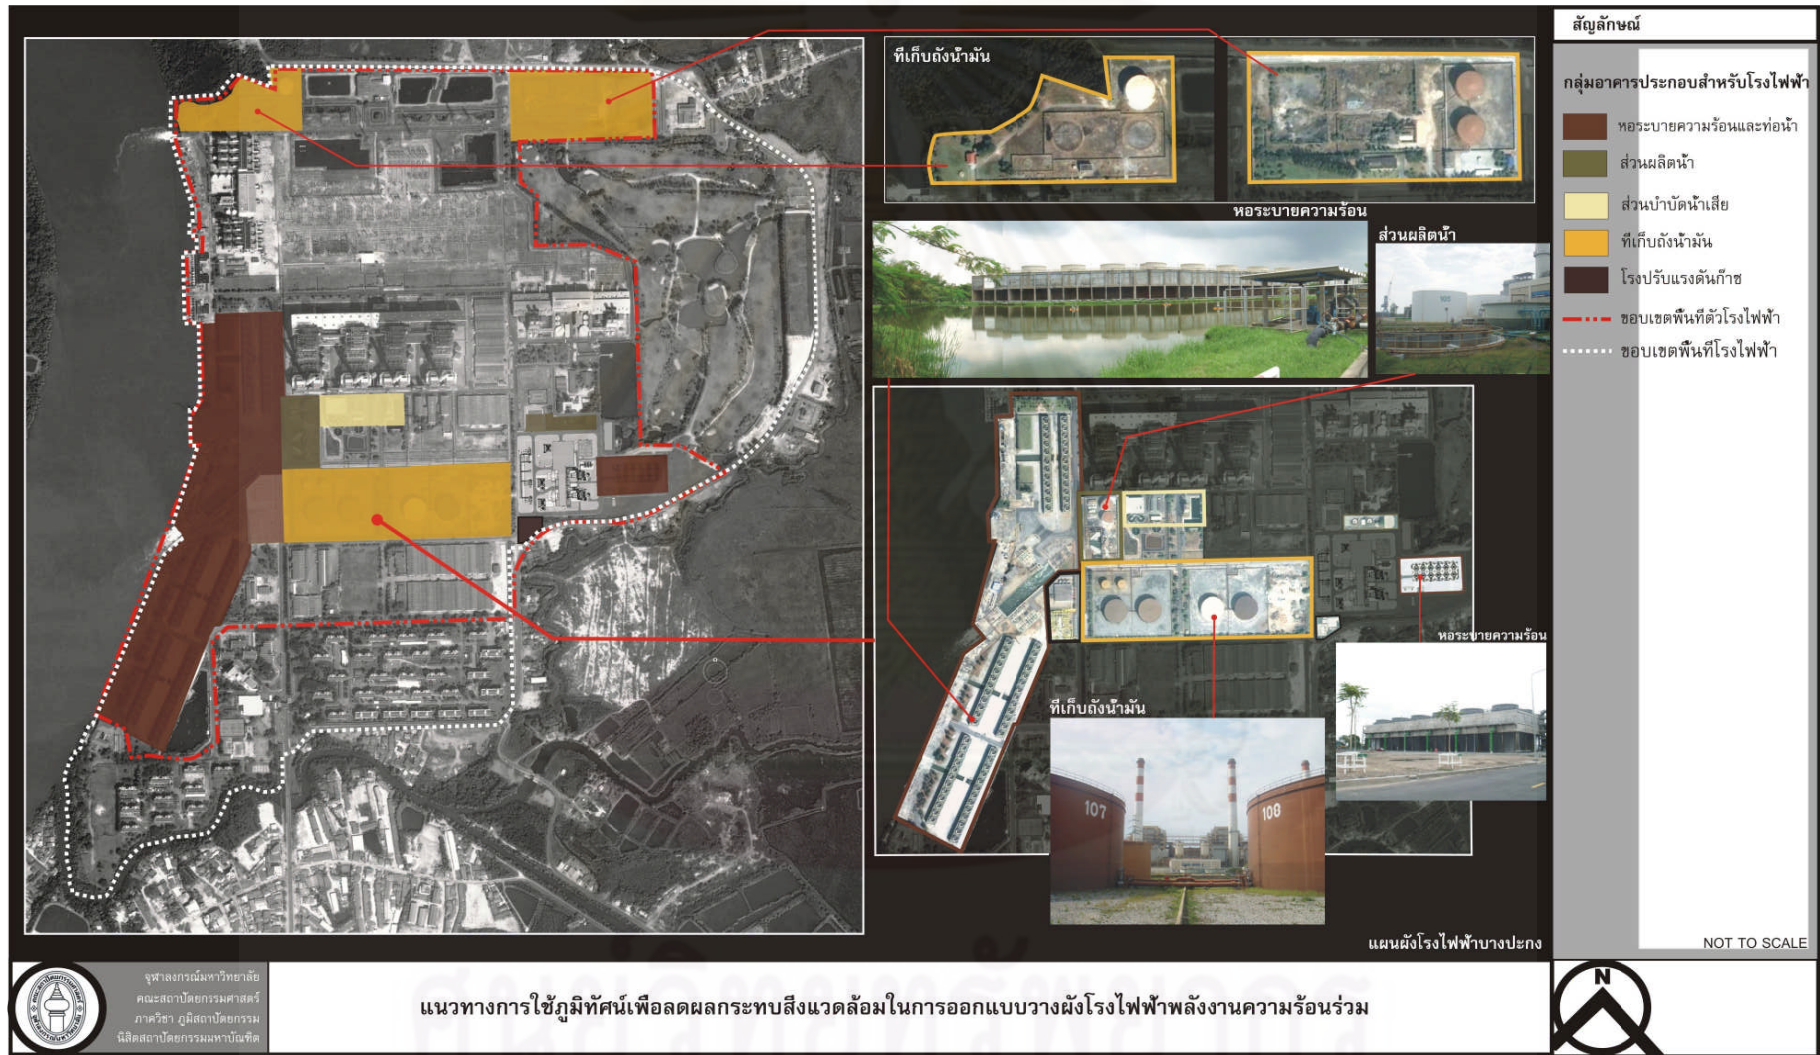 สัญลักษณ์
กลุ่มอาคารประกอบสำหรับโรงไฟฟ้า
หอระบายความร้อนและท่อน้ำ
ส่วนผลิตน้ำ
ส่วนบำบัดน้ำเสีย
ที่เก็บถังน้ำมัน
โรงปรับแรงดันก๊าซ
ขอบเขตพื้นที่ตัวโรงไฟฟ้า
ขอบเขตพื้นที่โรงไฟฟ้า
ที่เก็บถังน้ำมัน
หอระบายความร้อน
ส่วนผลิตน้ำ
หอระบายความร้อน
ที่เก็บถังน้ำมัน
107
108
แผนผังโรงไฟฟ้าบางปะกง
NOT TO SCALE
จุฬาลงกรณ์มหาวิทยาลัย
คณะสถาปัตยกรรมศาสตร์
ภาควิชา ภูมิสถาปัตยกรรม
นิสิตสถาปัตยกรรมมหาบัณฑิต
แนวทางการใช้ภูมิทัศน์เพื่อลดผลกระทบสิ่งแวดล้อมในการออกแบบวางผังโรงไฟฟ้าพลังงานความร้อนร่วม
N